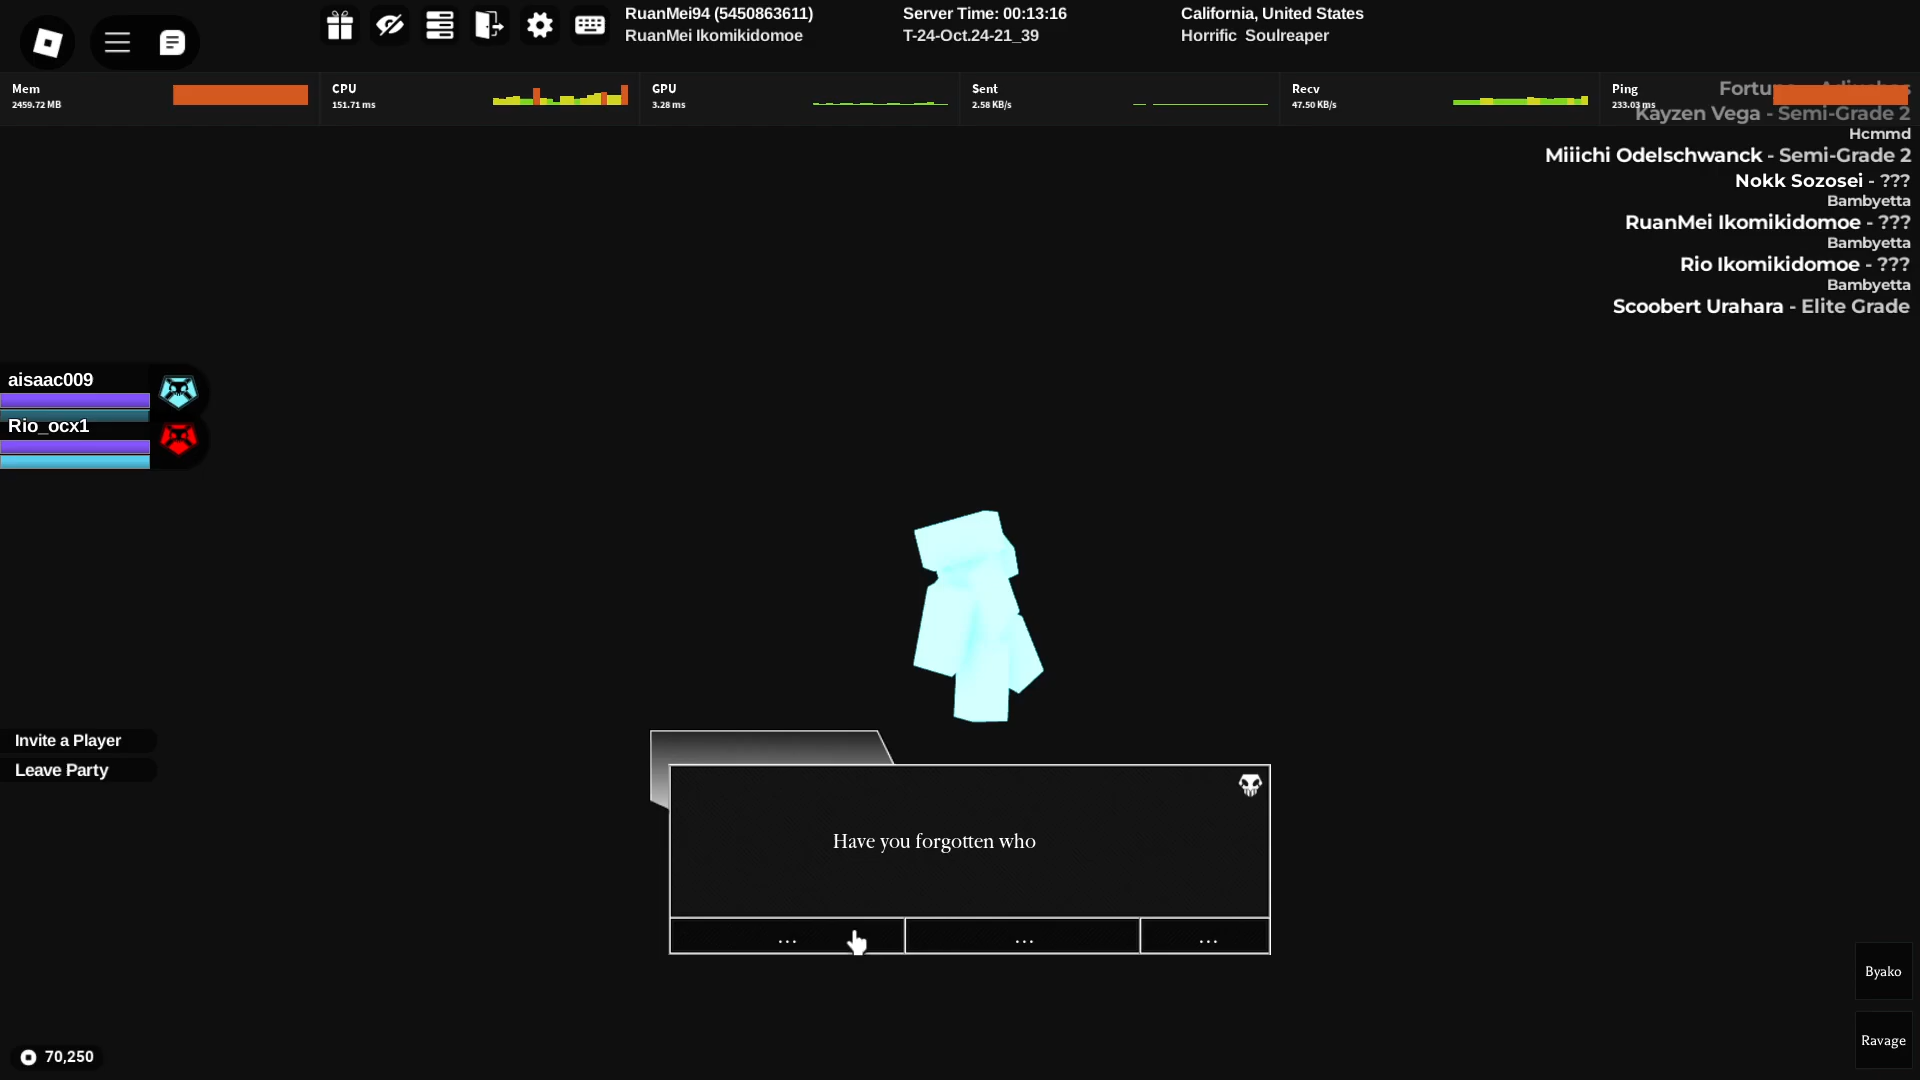 RuanMei94 (5450863611)
RuanMei Ikomikidomoe
Server Time: 00:13:16
T-24-Oct.24-21_39
California, United States
Horrific Soulreaper
Mem
2459.72 MB
CPU
151.71 ms
GPU
3.28 ms
Sent
2.58 KB/s
Recv
47.50 KB/s
Ping
233.03 ms
Kayzen Vega - Semi-Grade 2
Hcmmd
Miiichi Odelschwanck - Semi-Grade 2
Nokk Sozosei - ???
Bambyetta
RuanMei Ikomikidomoe - ???
Bambyetta
Rio Ikomikidomoe - ???
Bambyetta
Scoobert Urahara - Elite Grade
aisaac009
Rio_ocx1
Invite a Player
Leave Party
Have you forgotten who
... ... ...
Byako
Ravage
70,250